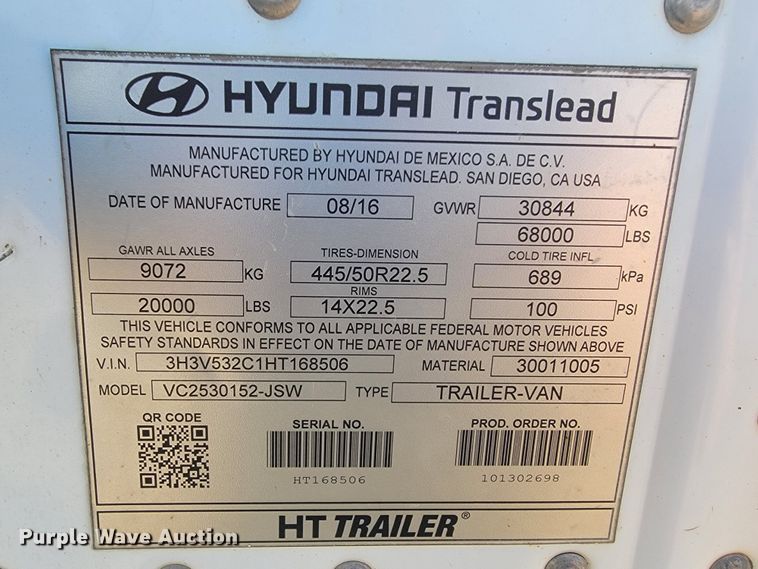 HYUNDAI Translead
MANUFACTURED BY HYUNDAI DE MEXICO S.A. DE C.V.
MANUFACTURED FOR HYUNDAI TRANSLEAD. SAN DIEGO, CA USA
DATE OF MANUFACTURE 08/16 GVWR 30844 KG
68000 LBS
GAWR ALL AXLES TIRES-DIMENSION COLD TIRE INFL
9072 KG 445/50R22.5 689 kPa
RIMS
20000 LBS 14X22.5 100 PSI
THIS VEHICLE CONFORMS TO ALL APPLICABLE FEDERAL MOTOR VEHICLES
SAFETY STANDARDS IN EFFECT ON THE DATE OF MANUFACTURE SHOWN ABOVE
V.I.N. 3H3V532C1HT168506 MATERIAL 30011005
MODEL VC2530152-JSW TYPE TRAILER-VAN
QR CODE SERIAL NO. PROD. ORDER NO.
HT168506 101302698
HT TRAILER®
Purple Wave Auction